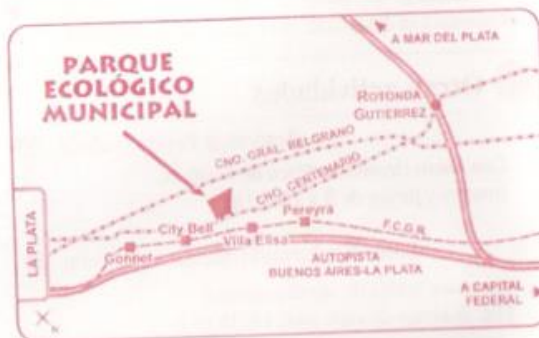 A MAR DEL PLATA
PARQUE
ECOLÓGICO
MUNICIPAL
ROTONDA
GUTIERREZ
CNO. GRAL. BELGRANO
CNO. CENTENARIO
LA PLATA
City Bell
Pereyra
F.C.G.R.
Gonnet
Villa Elisa
AUTOPISTA
BUENOS AIRES-LA PLATA
A CAPITAL
FEDERAL
N